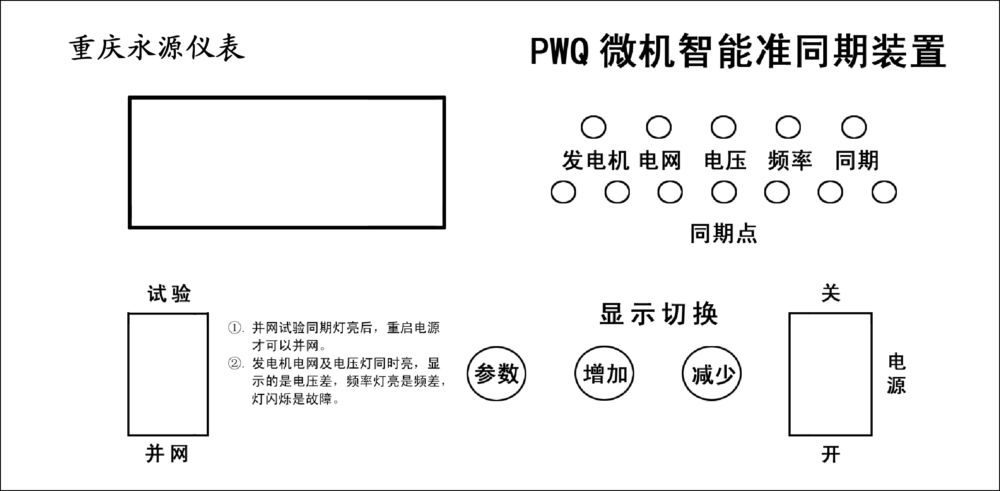 重庆永源仪表
PWQ 微机智能准同期装置
发电机 电网 电压 频率 同期
同期点
试验
并网
①. 并网试验同期灯亮后，重启电源
才可以并网。
②. 发电机电网及电压灯同时亮，显
示的是电压差，频率灯亮是频差，
灯闪烁是故障。
显示切换
参数 增加 减少
关
电
源
开